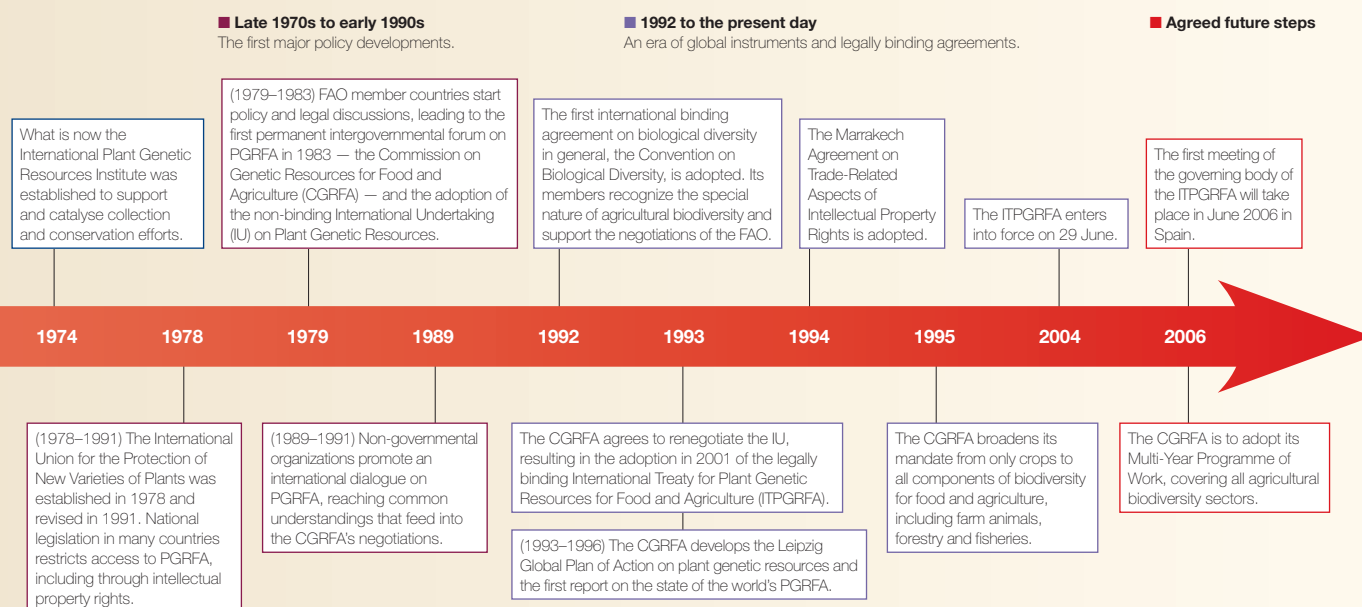 Late 1970s to early 1990s
The first major policy developments.
1992 to the present day
An era of global instruments and legally binding agreements.
Agreed future steps
What is now the
International Plant Genetic
Resources Institute was
established to support
and catalyse collection
and conservation efforts.
(1979–1983) FAO member countries start
policy and legal discussions, leading to the
first permanent intergovernmental forum on
PGRFA in 1983 — the Commission on
Genetic Resources for Food and
Agriculture (CGRFA) — and the adoption of
the non-binding International Undertaking
(IU) on Plant Genetic Resources.
The first international binding
agreement on biological diversity
in general, the Convention on
Biological Diversity, is adopted. Its
members recognize the special
nature of agricultural biodiversity and
support the negotiations of the FAO.
The Marrakech
Agreement on
Trade-Related
Aspects of
Intellectual Property
Rights is adopted.
The ITPGRFA enters
into force on 29 June.
The first meeting of
the governing body of
the ITPGRFA will take
place in June 2006 in
Spain.
1974 1978 1979 1989 1992 1993 1994 1995 2004 2006
(1978–1991) The International
Union for the Protection of
New Varieties of Plants was
established in 1978 and
revised in 1991. National
legislation in many countries
restricts access to PGRFA,
including through intellectual
property rights.
(1989–1991) Non-governmental
organizations promote an
international dialogue on
PGRFA, reaching common
understandings that feed into
the CGRFA's negotiations.
The CGRFA agrees to renegotiate the IU,
resulting in the adoption in 2001 of the legally
binding International Treaty for Plant Genetic
Resources for Food and Agriculture (ITPGRFA).
(1993–1996) The CGRFA develops the Leipzig
Global Plan of Action on plant genetic resources and
the first report on the state of the world's PGRFA.
The CGRFA broadens its
mandate from only crops to
all components of biodiversity
for food and agriculture,
including farm animals,
forestry and fisheries.
The CGRFA is to adopt its
Multi-Year Programme of
Work, covering all agricultural
biodiversity sectors.